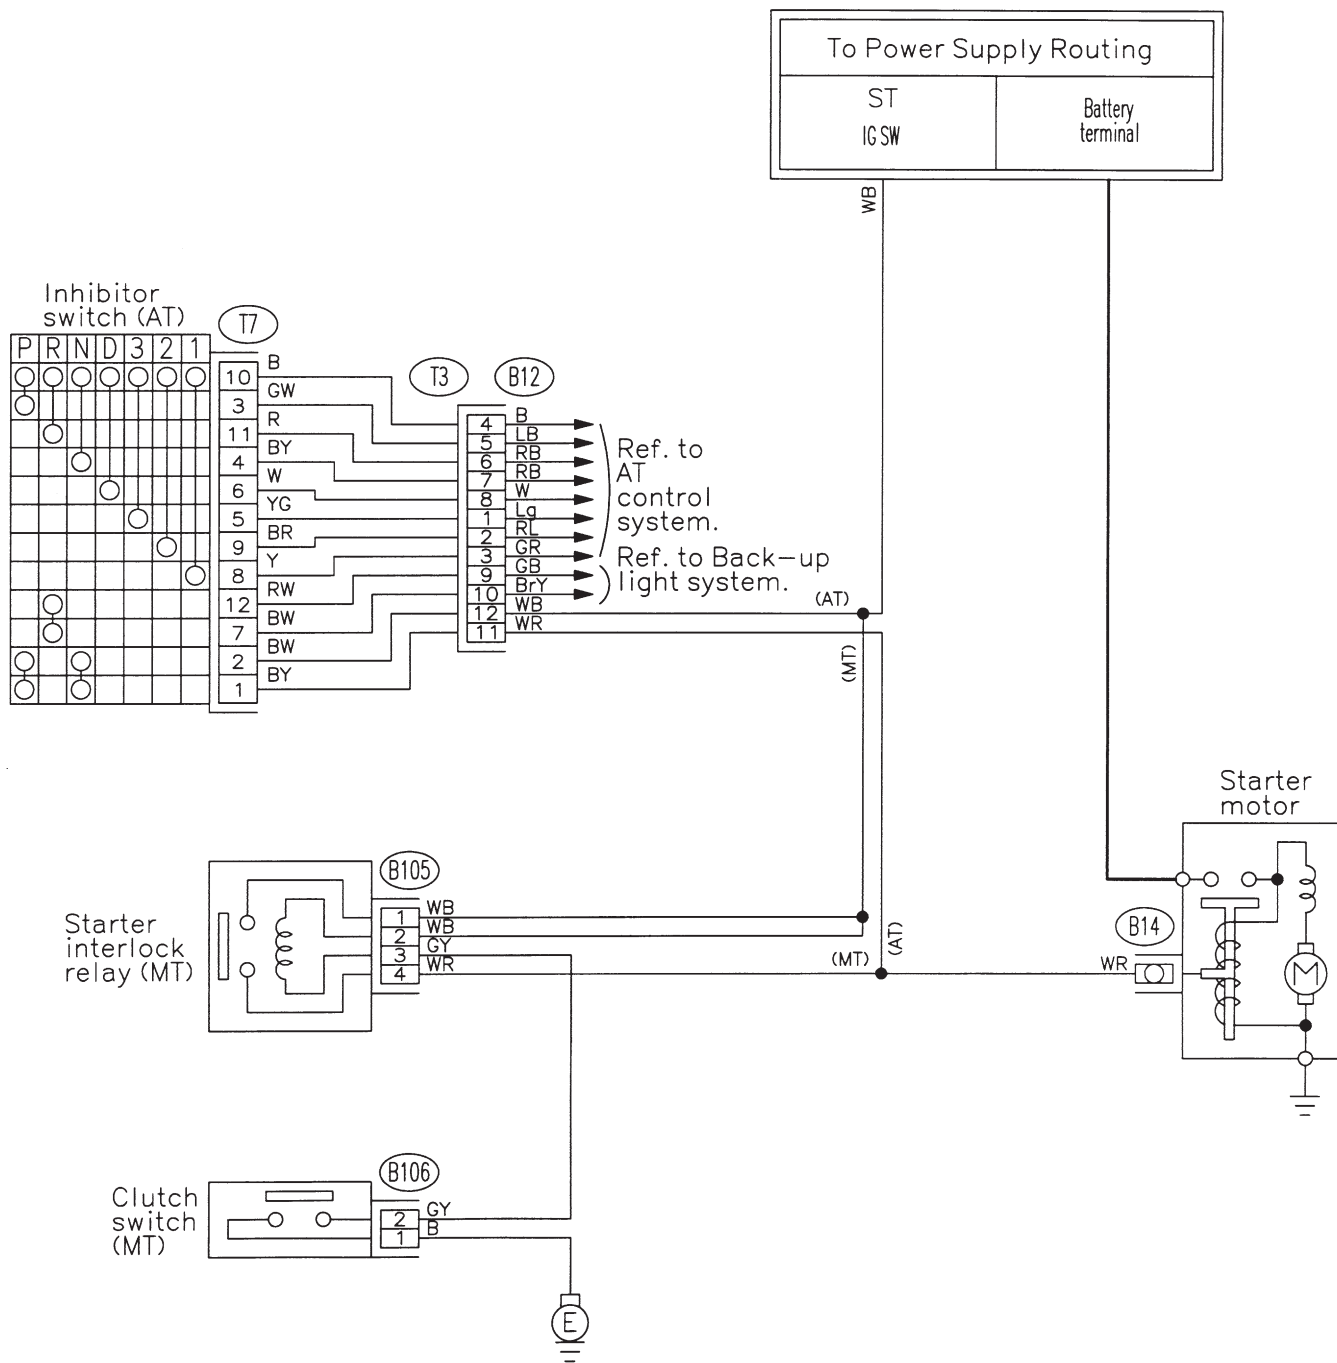 To Power Supply Routing
ST
IG SW
Battery
terminal
WB
Inhibitor
switch (AT)
T7
P R N D 3 2 1
10 B
3 GW
11 R
4 BY
6 W
5 YG
9 BR
8 Y
12 RW
7 BW
2 BW
1 BY
T3
B12
4 B
5 LB
6 RB
7 RB
8 W
1 Lg
2 RL
3 GR
9 GB
10 BrY
12 WB
11 WR
Ref. to
AT
control
system.
Ref. to Back-up
light system.
(AT)
(MT)
Starter
motor
Starter
interlock
relay (MT)
B105
1 WB
2 WB
3 GY
4 WR
(MT)
(AT)
WR
B14
M
Clutch
switch
(MT)
B106
2 GY
1 B
E